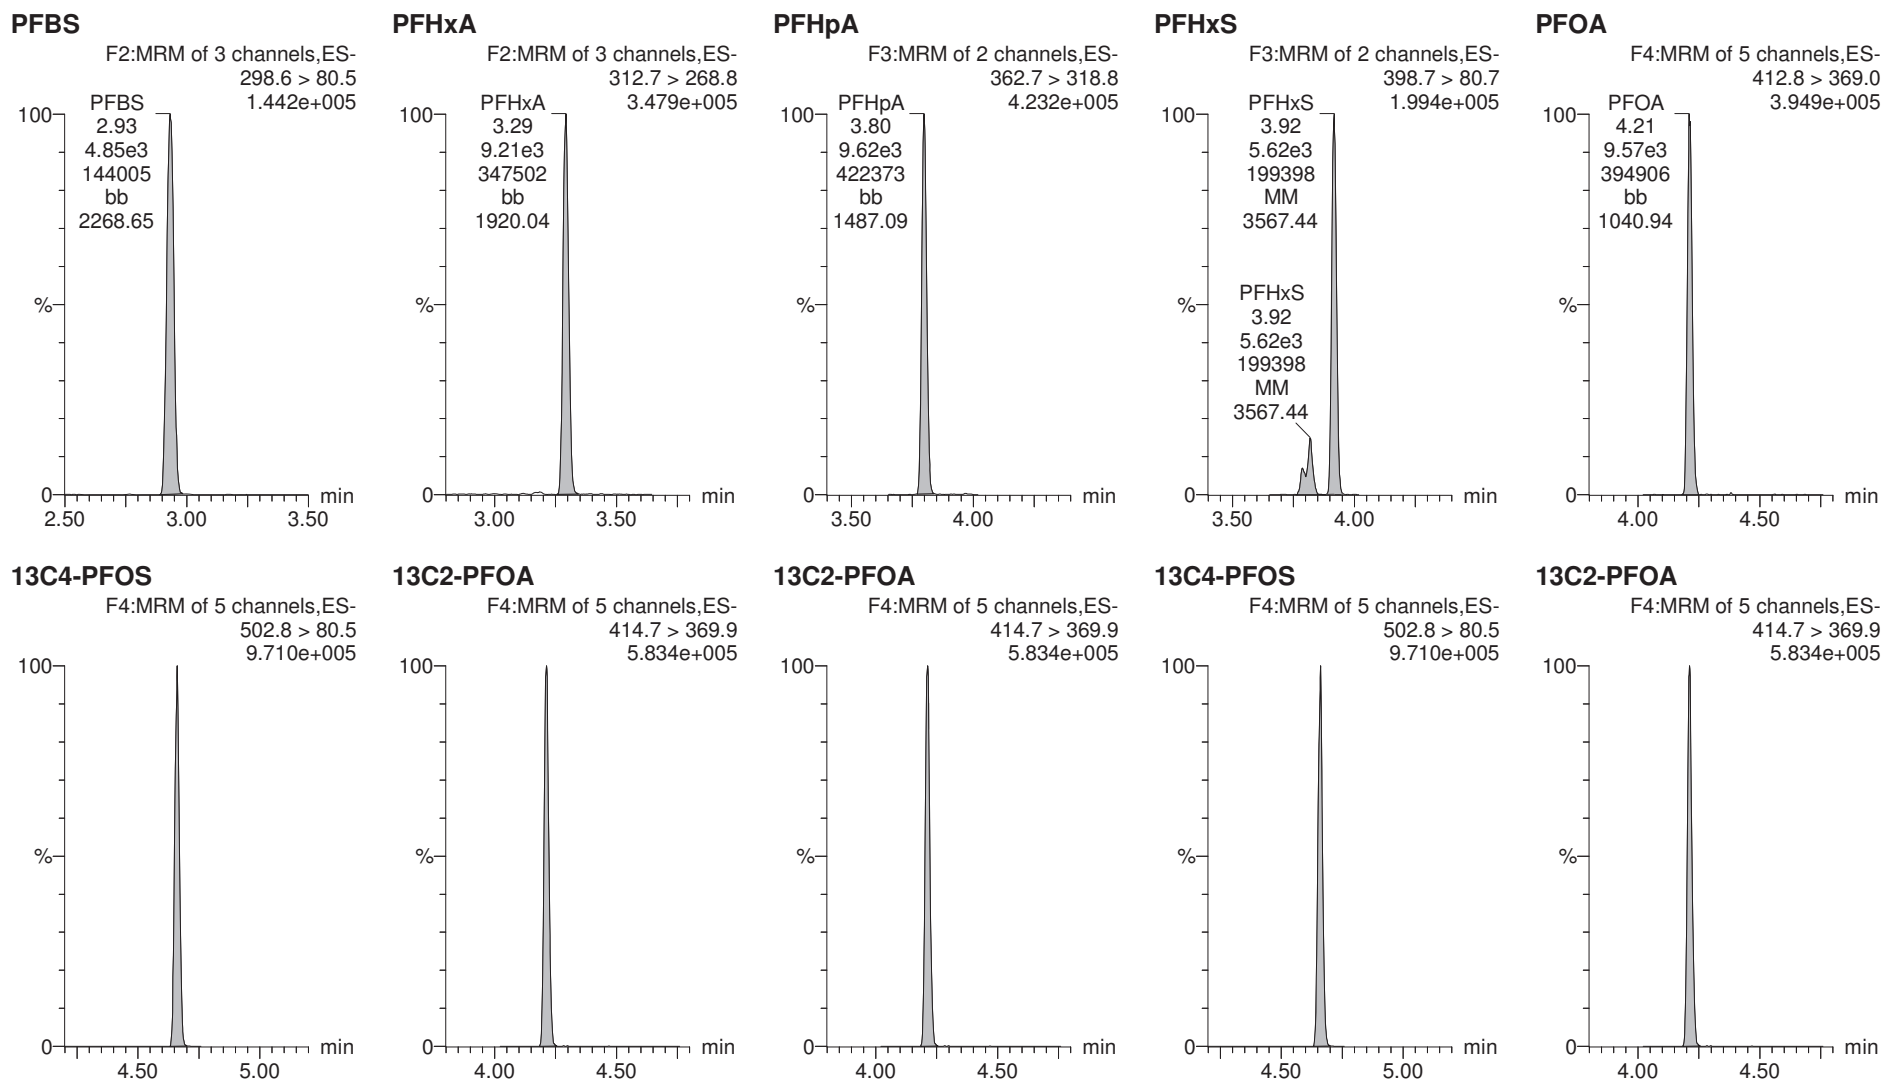 PFBS
F2:MRM of 3 channels,ES-
298.6 > 80.5
1.442e+005
PFBS
2.93
4.85e3
144005
bb
2268.65
100
%
0
2.50 3.00 3.50
min
PFHxA
F2:MRM of 3 channels,ES-
312.7 > 268.8
3.479e+005
PFHxA
3.29
9.21e3
347502
bb
1920.04
100
%
0
3.00 3.50
min
PFHpA
F3:MRM of 2 channels,ES-
362.7 > 318.8
4.232e+005
PFHpA
3.80
9.62e3
422373
bb
1487.09
100
%
0
3.50 4.00
min
PFHxS
F3:MRM of 2 channels,ES-
398.7 > 80.7
1.994e+005
PFHxS
3.92
5.62e3
199398
MM
3567.44
PFHxS
3.92
5.62e3
199398
MM
3567.44
100
%
0
3.50 4.00
min
PFOA
F4:MRM of 5 channels,ES-
412.8 > 369.0
3.949e+005
PFOA
4.21
9.57e3
394906
bb
1040.94
100
%
0
4.00 4.50
min
13C4-PFOS
F4:MRM of 5 channels,ES-
502.8 > 80.5
9.710e+005
100
%
0
4.50 5.00
min
13C2-PFOA
F4:MRM of 5 channels,ES-
414.7 > 369.9
5.834e+005
100
%
0
4.00 4.50
min
13C2-PFOA
F4:MRM of 5 channels,ES-
414.7 > 369.9
5.834e+005
100
%
0
4.00 4.50
min
13C4-PFOS
F4:MRM of 5 channels,ES-
502.8 > 80.5
9.710e+005
100
%
0
4.50 5.00
min
13C2-PFOA
F4:MRM of 5 channels,ES-
414.7 > 369.9
5.834e+005
100
%
0
4.00 4.50
min